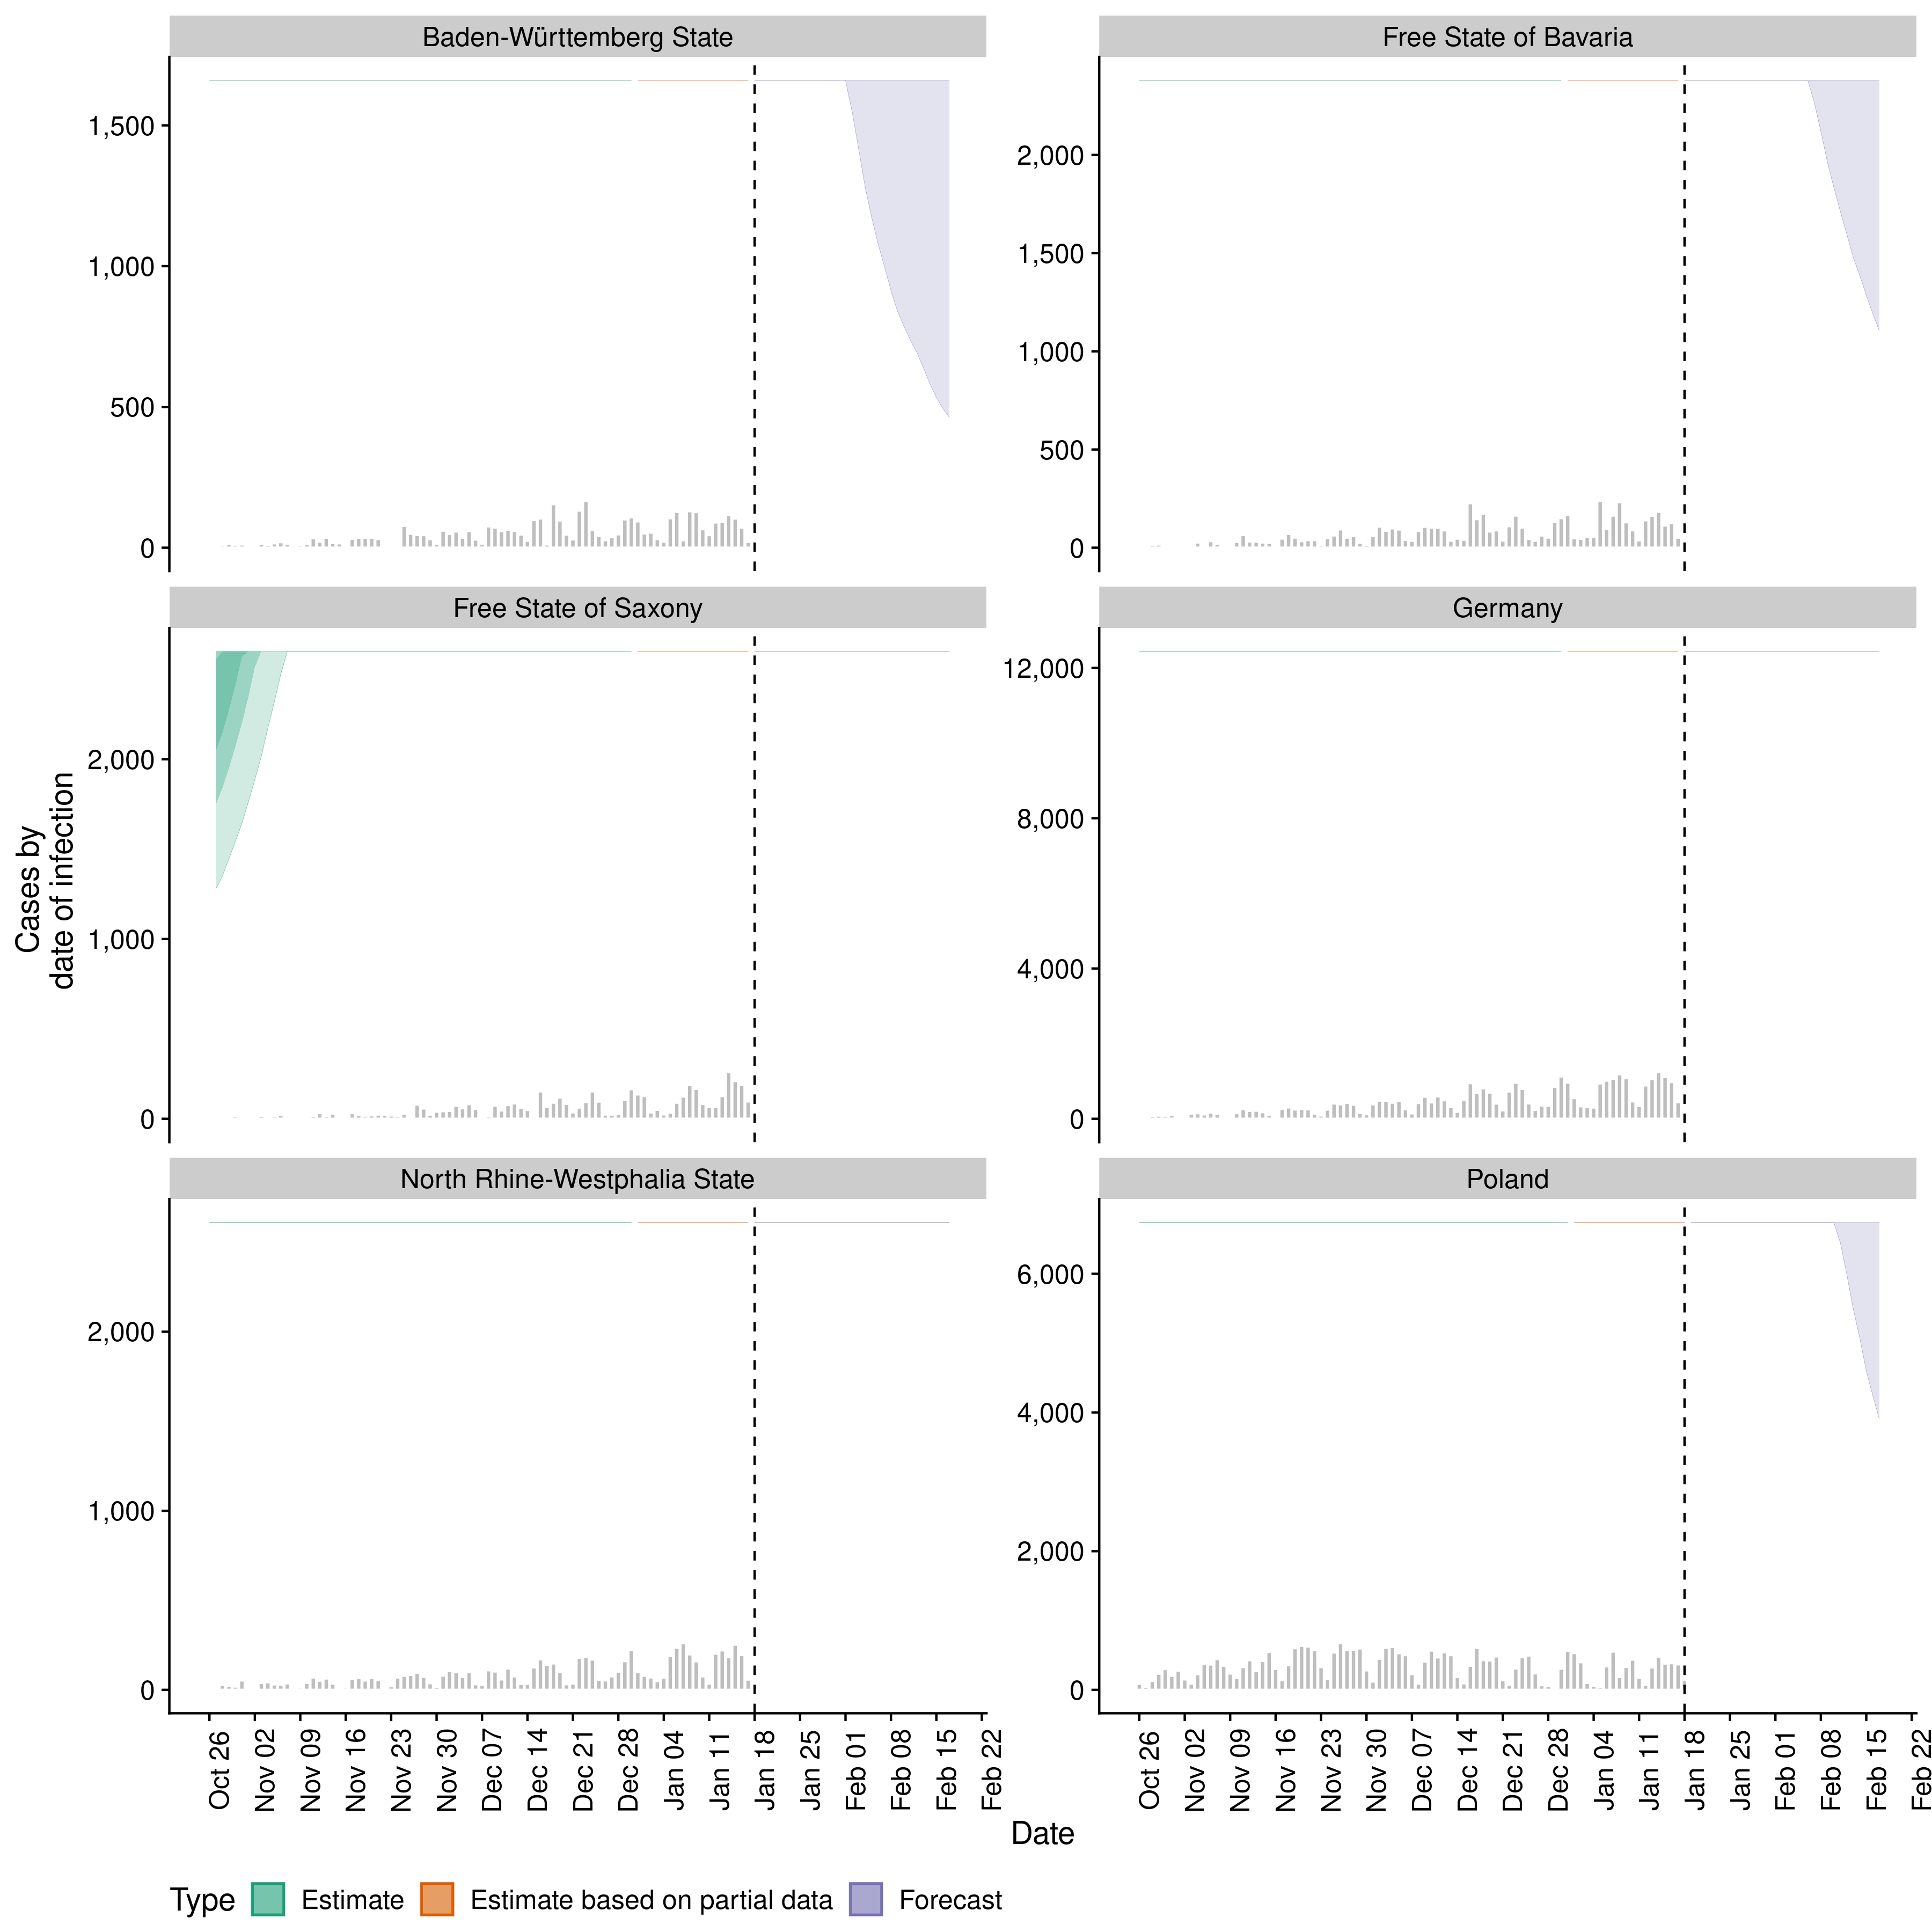 Baden-Württemberg State
Free State of Bavaria
1,500
1,000
500
0
2,000
1,500
1,000
500
0
Free State of Saxony
Germany
2,000
1,000
0
12,000
8,000
4,000
0
Cases by
date of infection
North Rhine-Westphalia State
Poland
2,000
1,000
0
6,000
4,000
2,000
0
Oct 26
Nov 02
Nov 09
Nov 16
Nov 23
Nov 30
Dec 07
Dec 14
Dec 21
Dec 28
Jan 04
Jan 11
Jan 18
Jan 25
Feb 01
Feb 08
Feb 15
Feb 22
Oct 26
Nov 02
Nov 09
Nov 16
Nov 23
Nov 30
Dec 07
Dec 14
Dec 21
Dec 28
Jan 04
Jan 11
Jan 18
Jan 25
Feb 01
Feb 08
Feb 15
Feb 22
Date
Type Estimate Estimate based on partial data Forecast